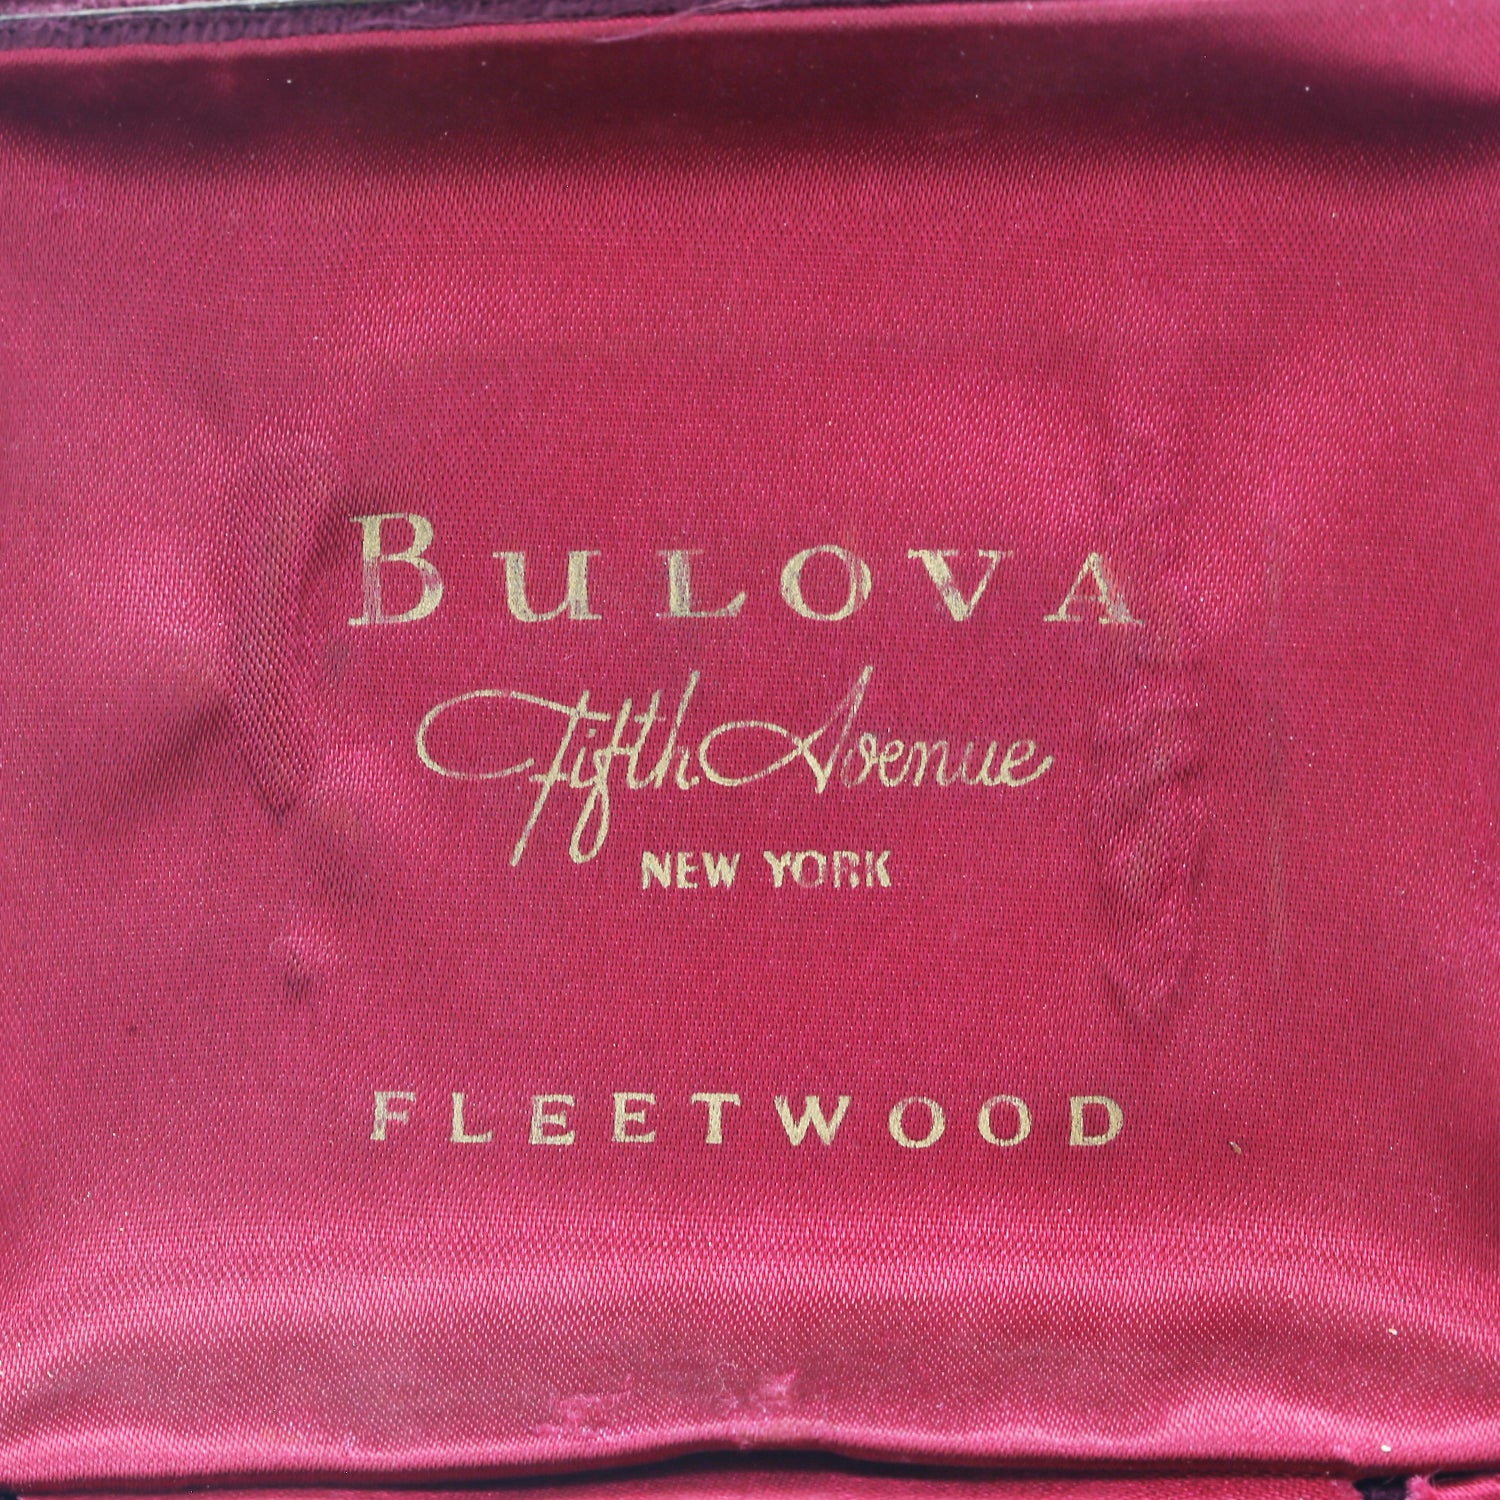 BULOVA
Fifth Avenue
NEW YORK
FLEETWOOD